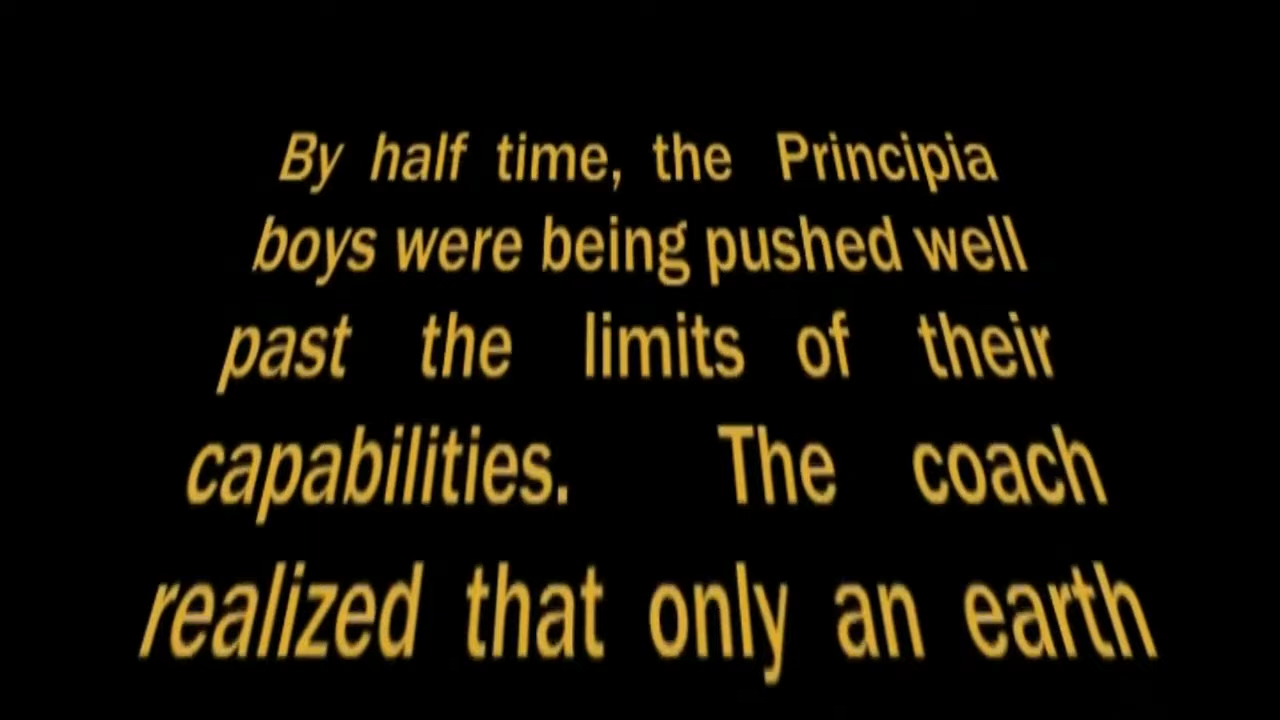 By half time, the Principia
boys were being pushed well
past the limits of their
capabilities. The coach
realized that only an earth